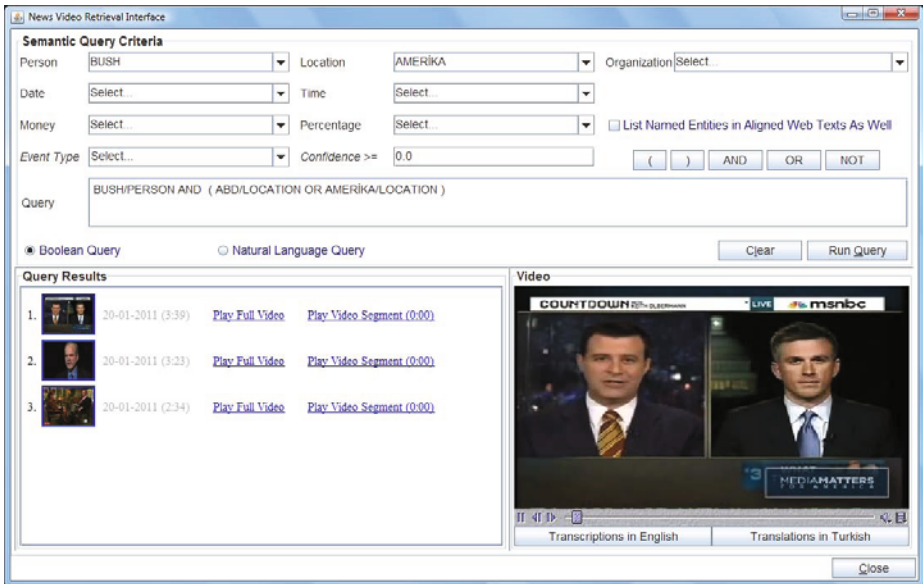 News Video Retrieval Interface
Semantic Query Criteria
Person BUSH Location AMERİKA Organization Select...
Date Select... Time Select...
Money Select... Percentage Select... List Named Entities in Aligned Web Texts As Well
Event Type Select... Confidence >= 0.0 ( ) AND OR NOT
Query BUSH/PERSON AND ( ABD/LOCATION OR AMERİKA/LOCATION )
Boolean Query Natural Language Query Clear Run Query
Query Results
1. 20-01-2011 (3:39) Play Full Video Play Video Segment (0:00)
2. 20-01-2011 (3:23) Play Full Video Play Video Segment (0:00)
3. 20-01-2011 (2:34) Play Full Video Play Video Segment (0:00)
Video
COUNTDOWN KEITH OLBERMANN LIVE msnbc
MEDIAMATTERS
FOR AMERICA
Transcriptions in English Translations in Turkish
Close